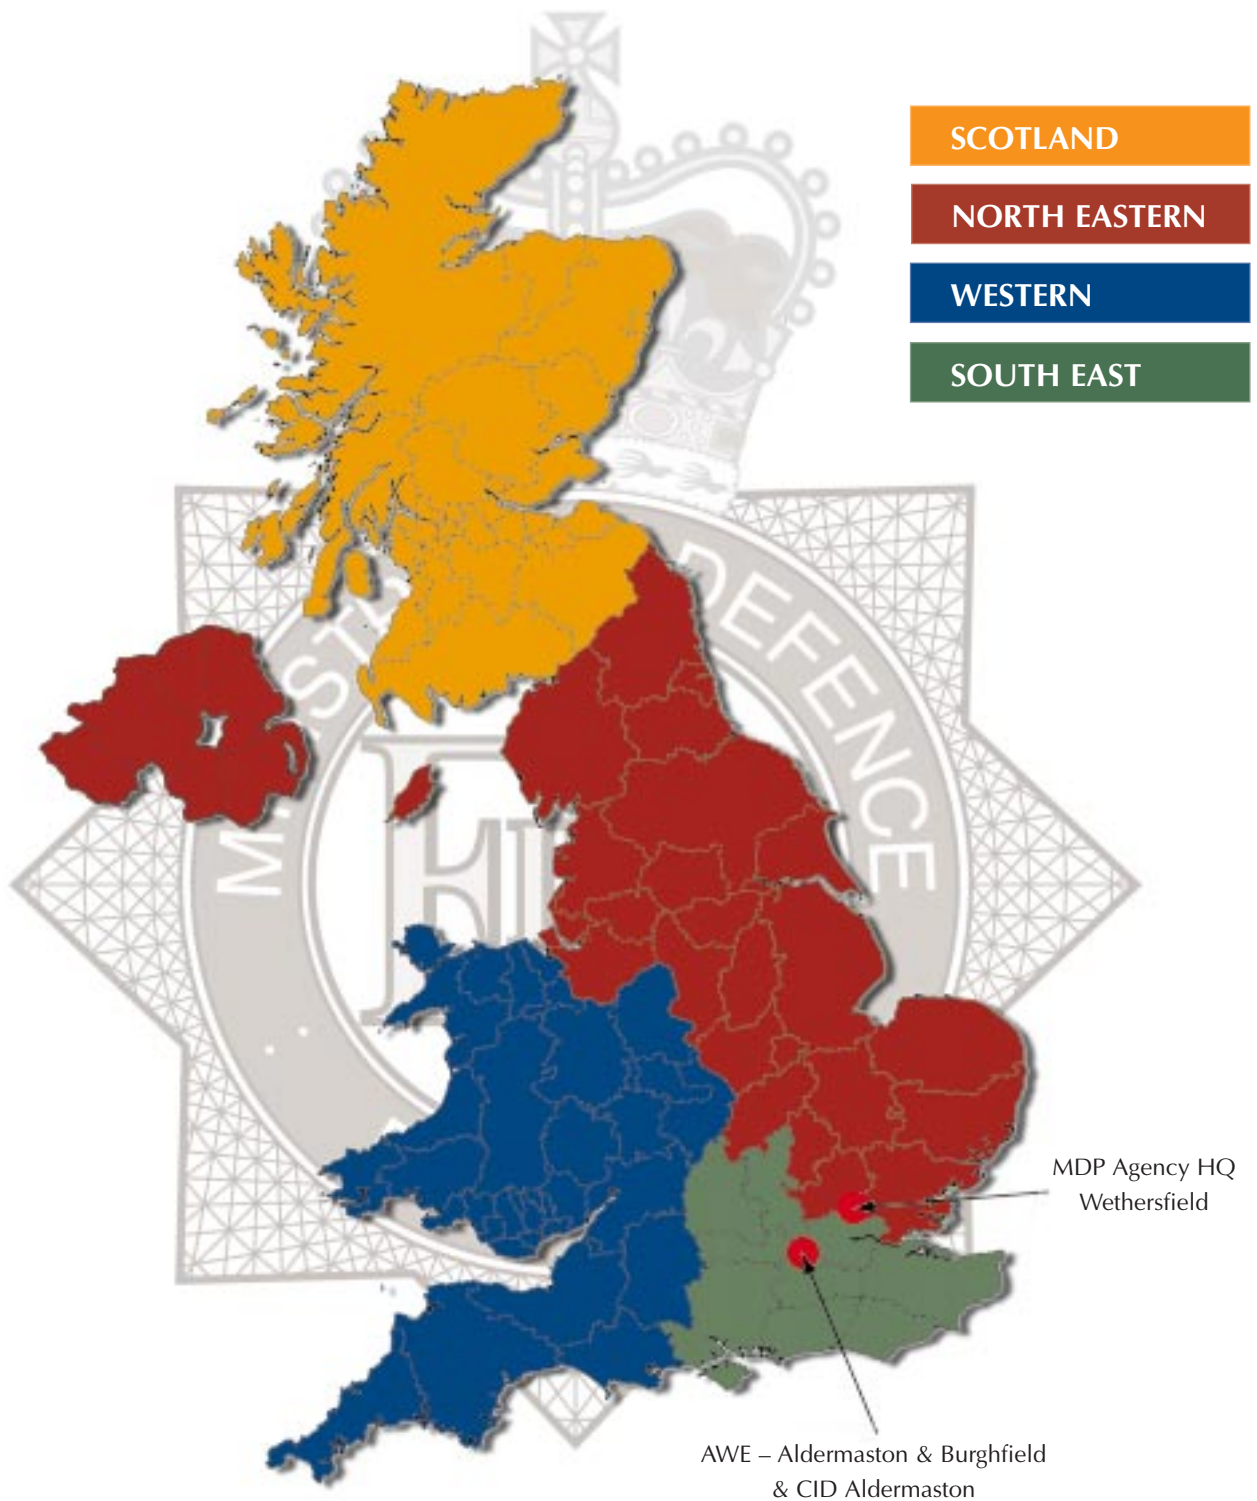 SCOTLAND
NORTH EASTERN
WESTERN
SOUTH EAST
DEFENCE
MDP Agency HQ
Wethersfield
AWE – Aldermaston & Burghfield
& CID Aldermaston